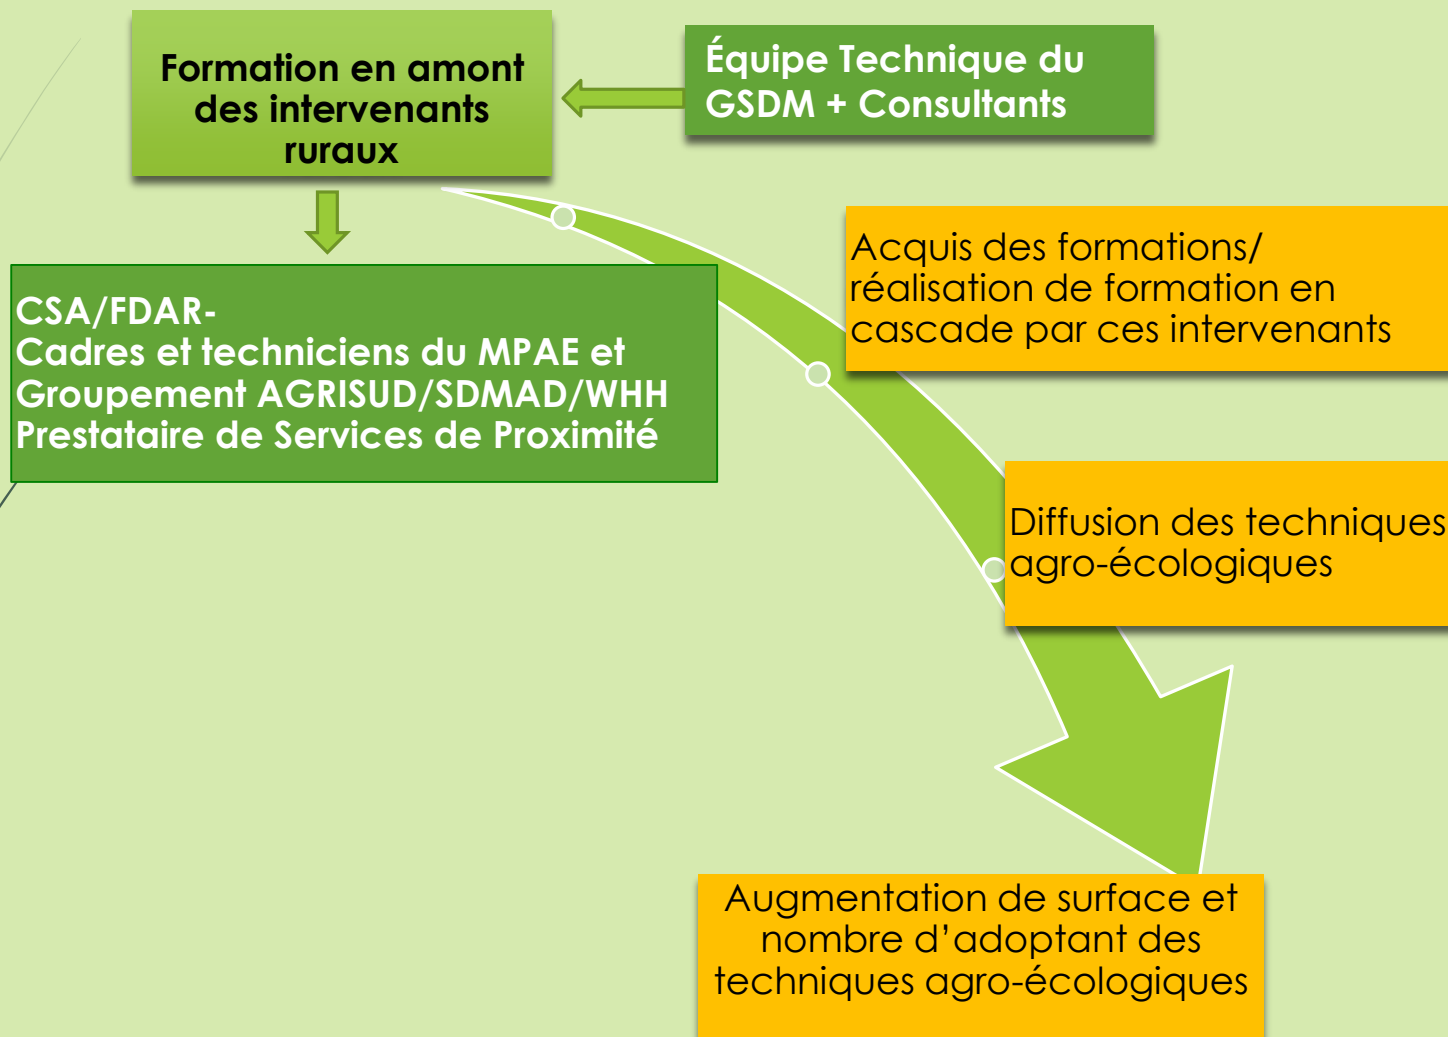 Formation en amont
des intervenants
ruraux
Équipe Technique du
GSDM + Consultants
CSA/FDAR-
Cadres et techniciens du MPAE et
Groupement AGRISUD/SDMAD/WHH
Prestataire de Services de Proximité
Acquis des formations/
réalisation de formation en
cascade par ces intervenants
Diffusion des techniques
agro-écologiques
Augmentation de surface et
nombre d’adoptant des
techniques agro-écologiques